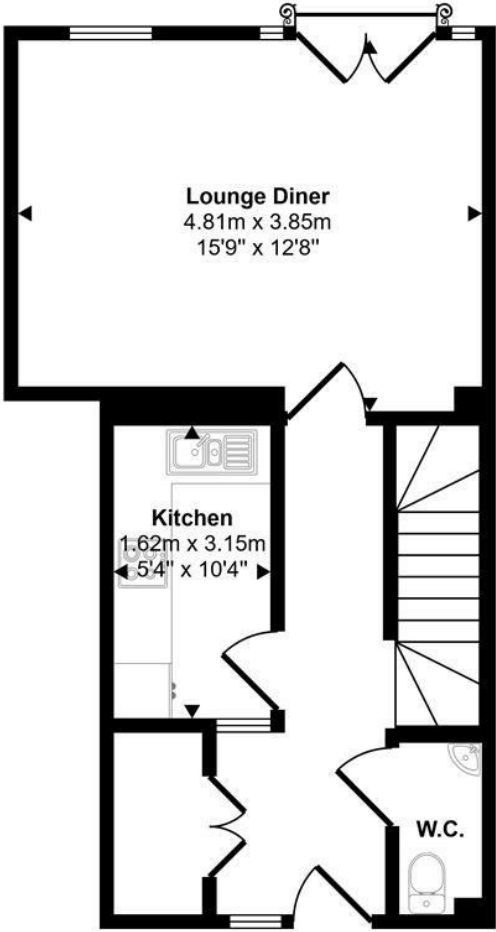 Lounge Diner
4.81m x 3.85m
15'9" x 12'8"
Kitchen
1.62m x 3.15m
5'4" x 10'4"
W.C.